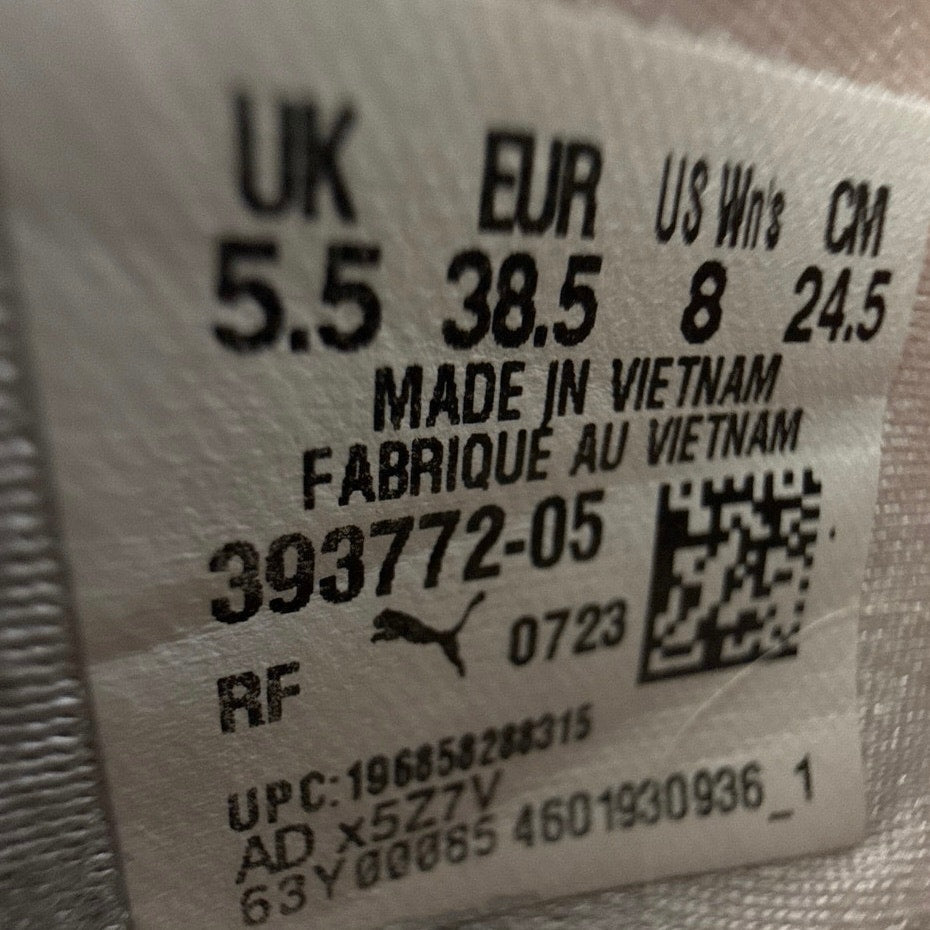 UK EUR US Wn's CM
5.5 38.5 8 24.5
MADE IN VIETNAM
FABRIQUÉ AU VIETNAM
393772-05
RF 0723
UPC:196858288315
AD x5Z7V
63Y00085 4601930936_1